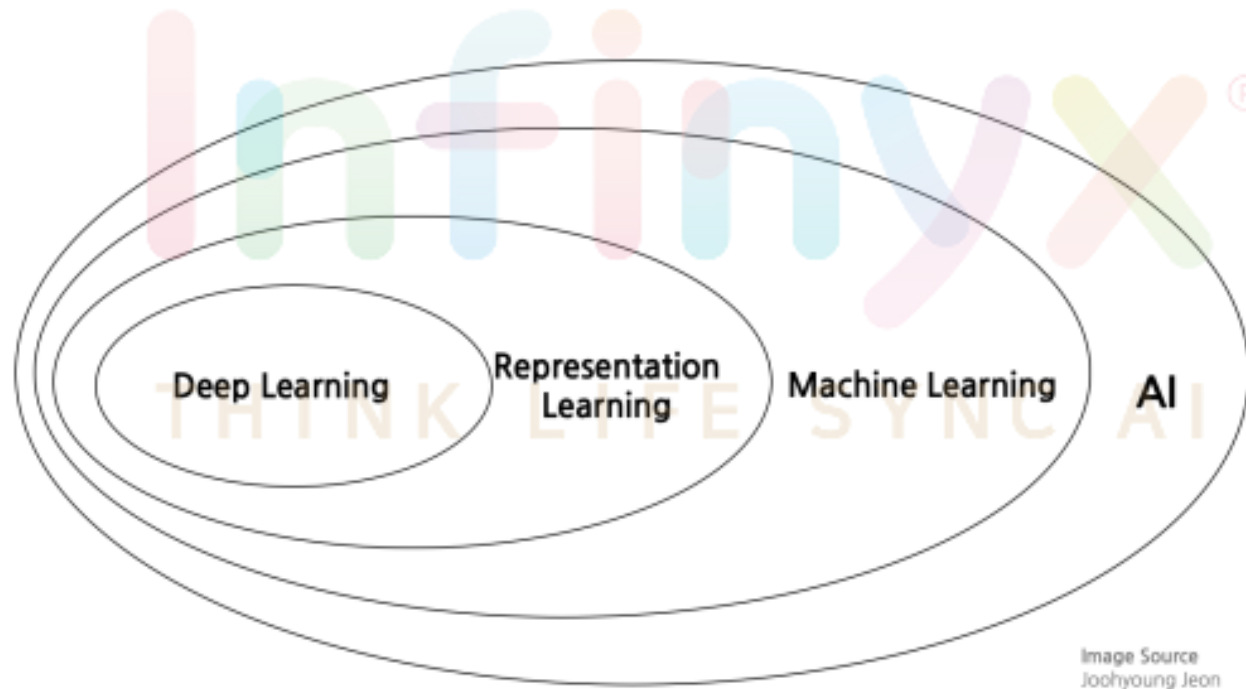 Infinyx®
Deep Learning
Representation
Learning
Machine Learning
AI
THINK LIFE SYNC AI
Image Source
Joohyoung Jeon